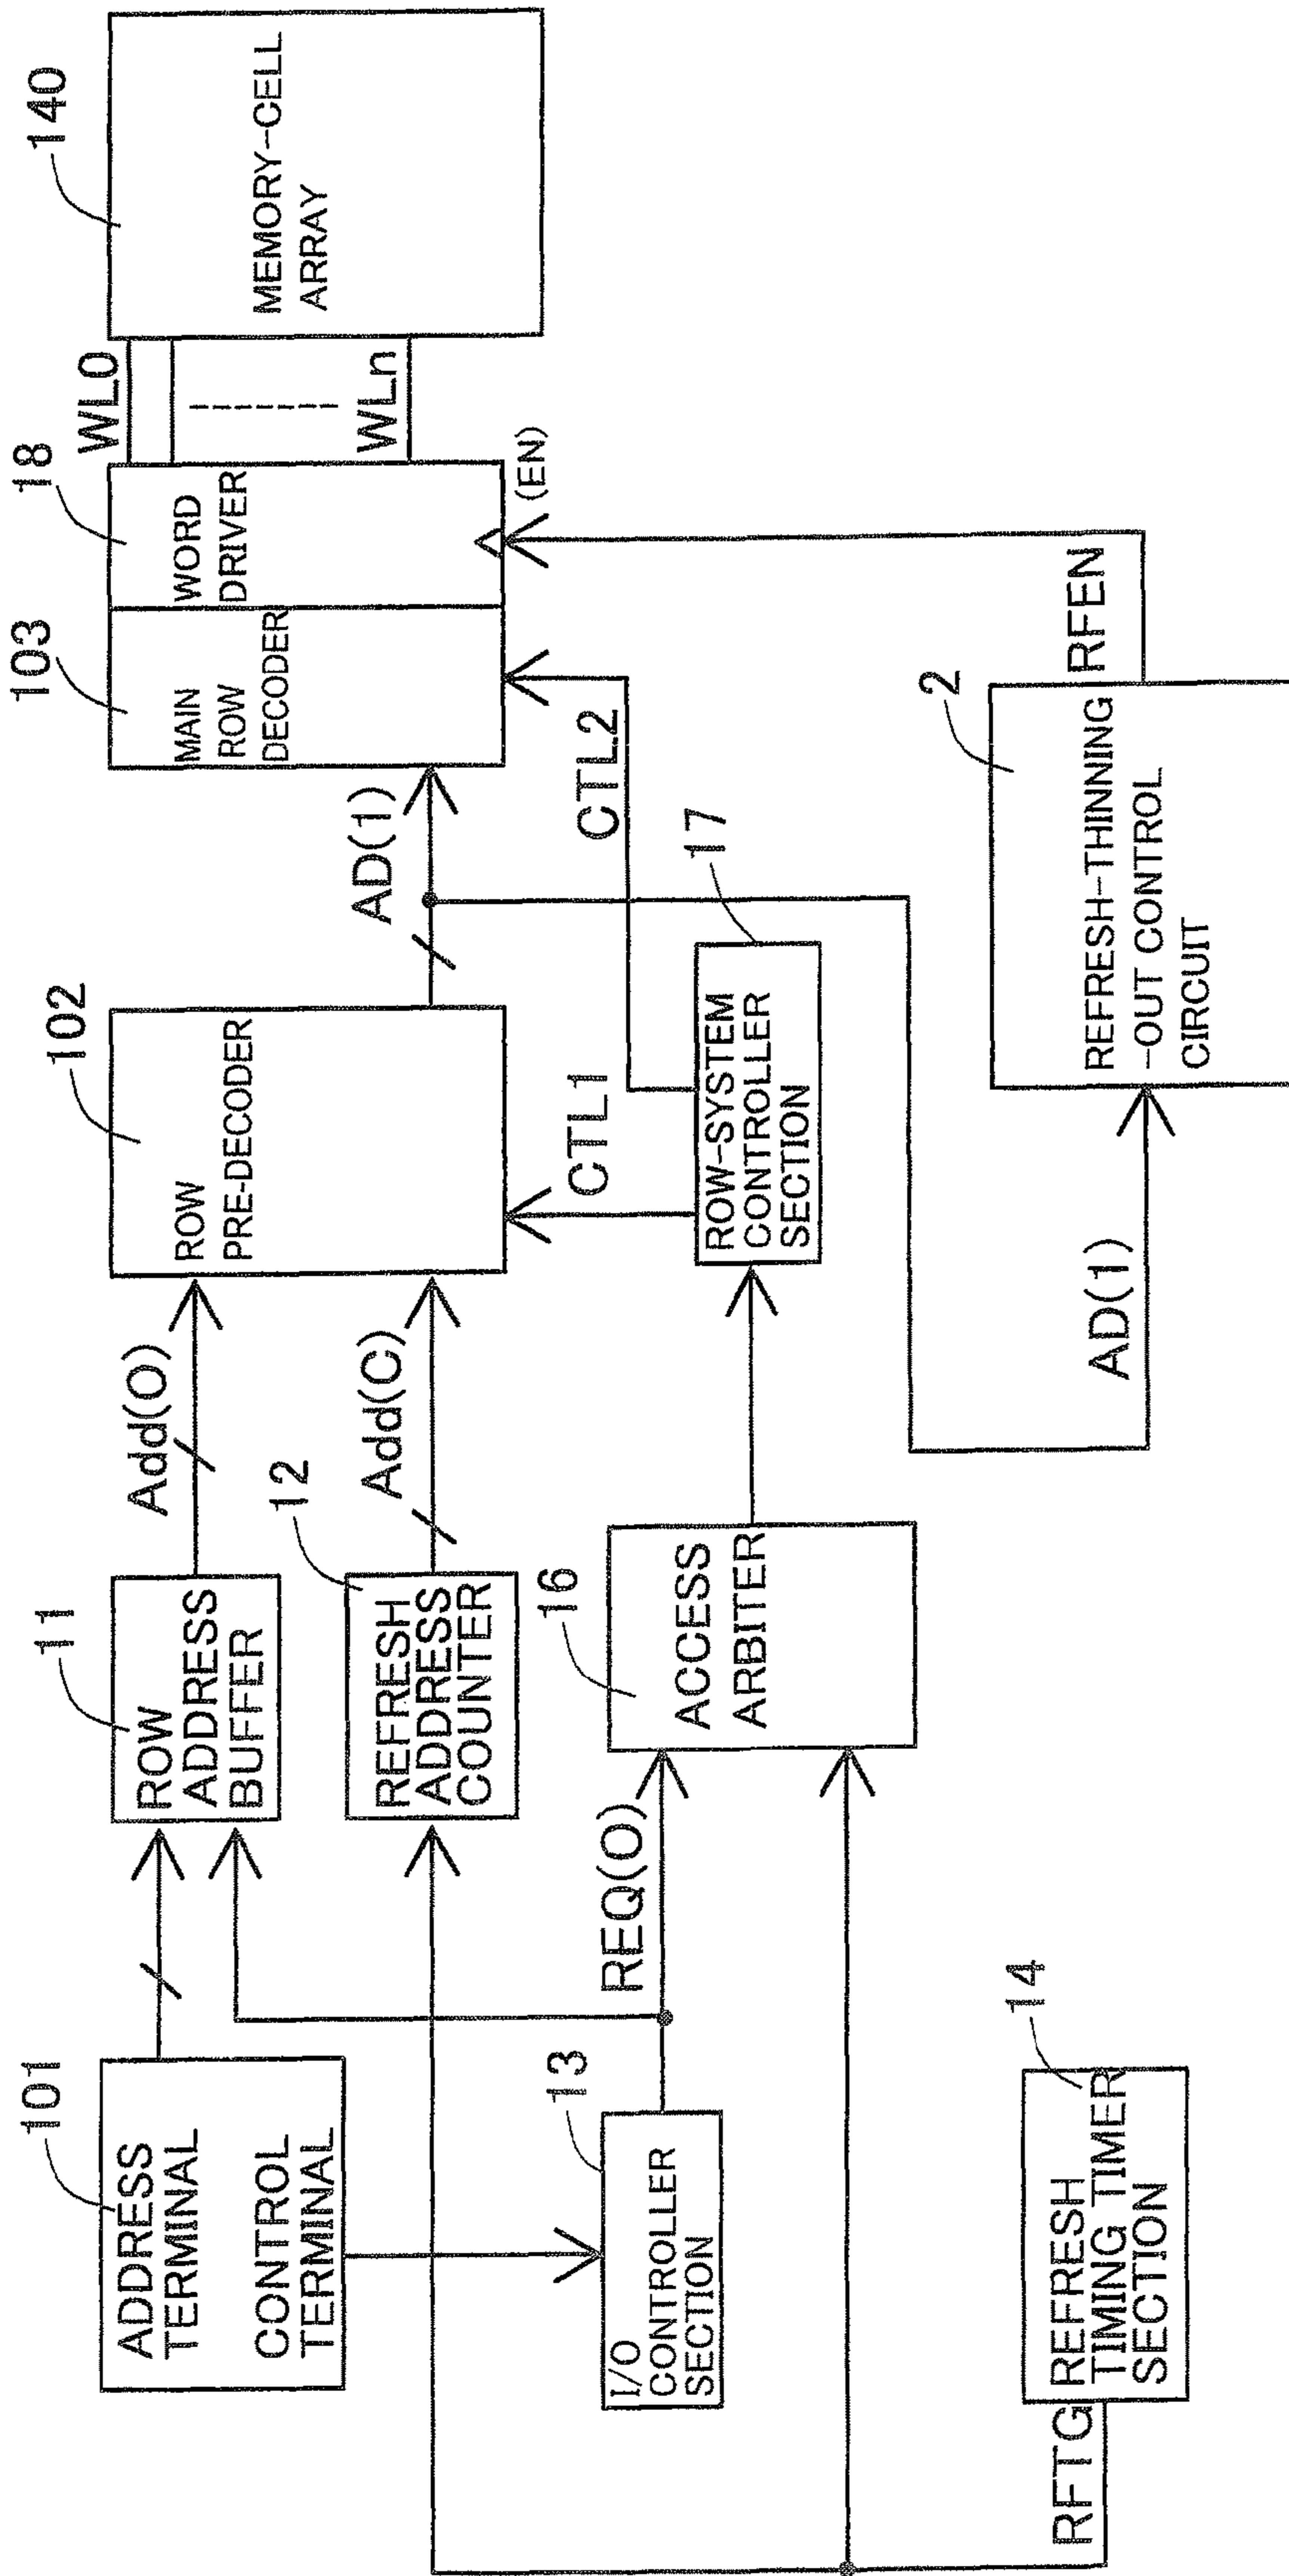 101
ADDRESS
TERMINAL
CONTROL
TERMINAL
11
ROW
ADDRESS
BUFFER
Add(O)
102
ROW
PRE-DECODER
AD(1)
103
MAIN
ROW
DECODER
18
WORD
DRIVER
(EN)
WL0
WLn
140
MEMORY-CELL
ARRAY
12
REFRESH
ADDRESS
COUNTER
Add(C)
13
I/O
CONTROLLER
SECTION
REQ(O)
16
ACCESS
ARBITER
CTL1
CTL2
17
ROW-SYSTEM
CONTROLLER
SECTION
14
REFRESH
TIMING TIMER
SECTION
RFTG
AD(1)
2
REFRESH-THINNING
-OUT CONTROL
CIRCUIT
RFEN